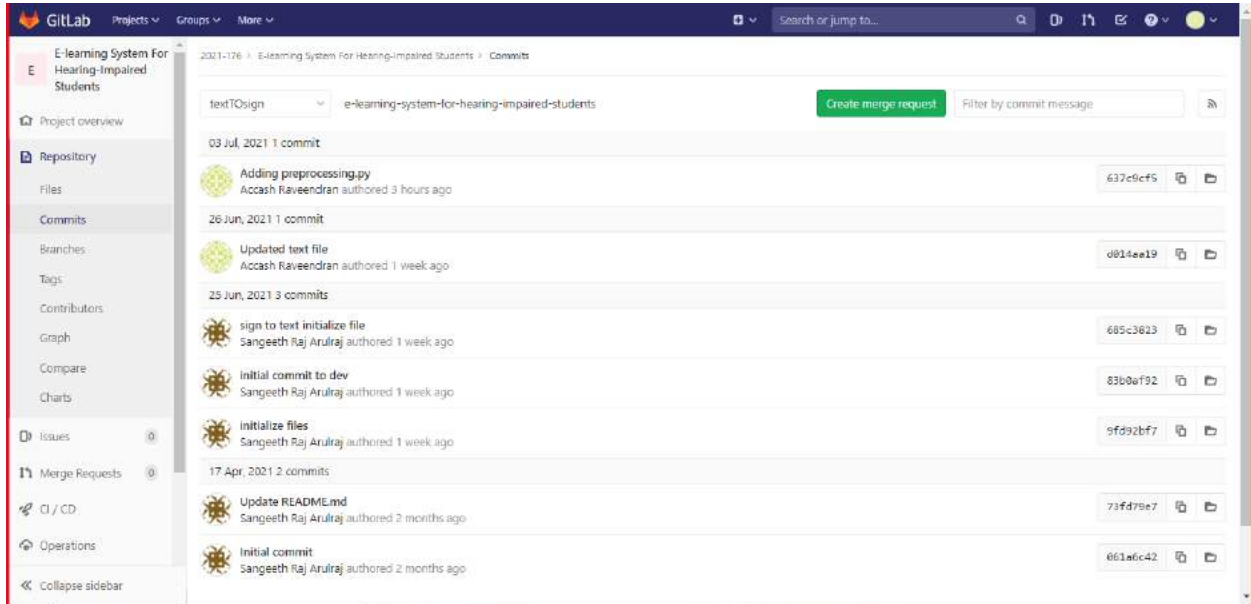 GitLab Projects Groups More Search or jump to...
E
E-learning System For
Hearing-Impaired
Students
Project overview
Repository
Files
Commits
Branches
Tags
Contributors
Graph
Compare
Charts
Issues 0
Merge Requests 0
CI / CD
Operations
Collapse sidebar
2021-176 > E-learning System For Hearing-Impaired Students > Commits
textTOsign e-learning-system-for-hearing-impaired-students Create merge request Filter by commit message
03 Jul, 2021 1 commit
Adding preprocessing.py
Accash Raveendran authored 3 hours ago 637c9cf5
26 Jun, 2021 1 commit
Updated text file
Accash Raveendran authored 1 week ago d014aa19
25 Jun, 2021 3 commits
sign to text initialize file
Sangeeth Raj Arulraj authored 1 week ago 685c3823
initial commit to dev
Sangeeth Raj Arulraj authored 1 week ago 83b0af92
initialize files
Sangeeth Raj Arulraj authored 1 week ago 9fd92bf7
17 Apr, 2021 2 commits
Update README.md
Sangeeth Raj Arulraj authored 2 months ago 73fd79e7
Initial commit
Sangeeth Raj Arulraj authored 2 months ago 061a6c42